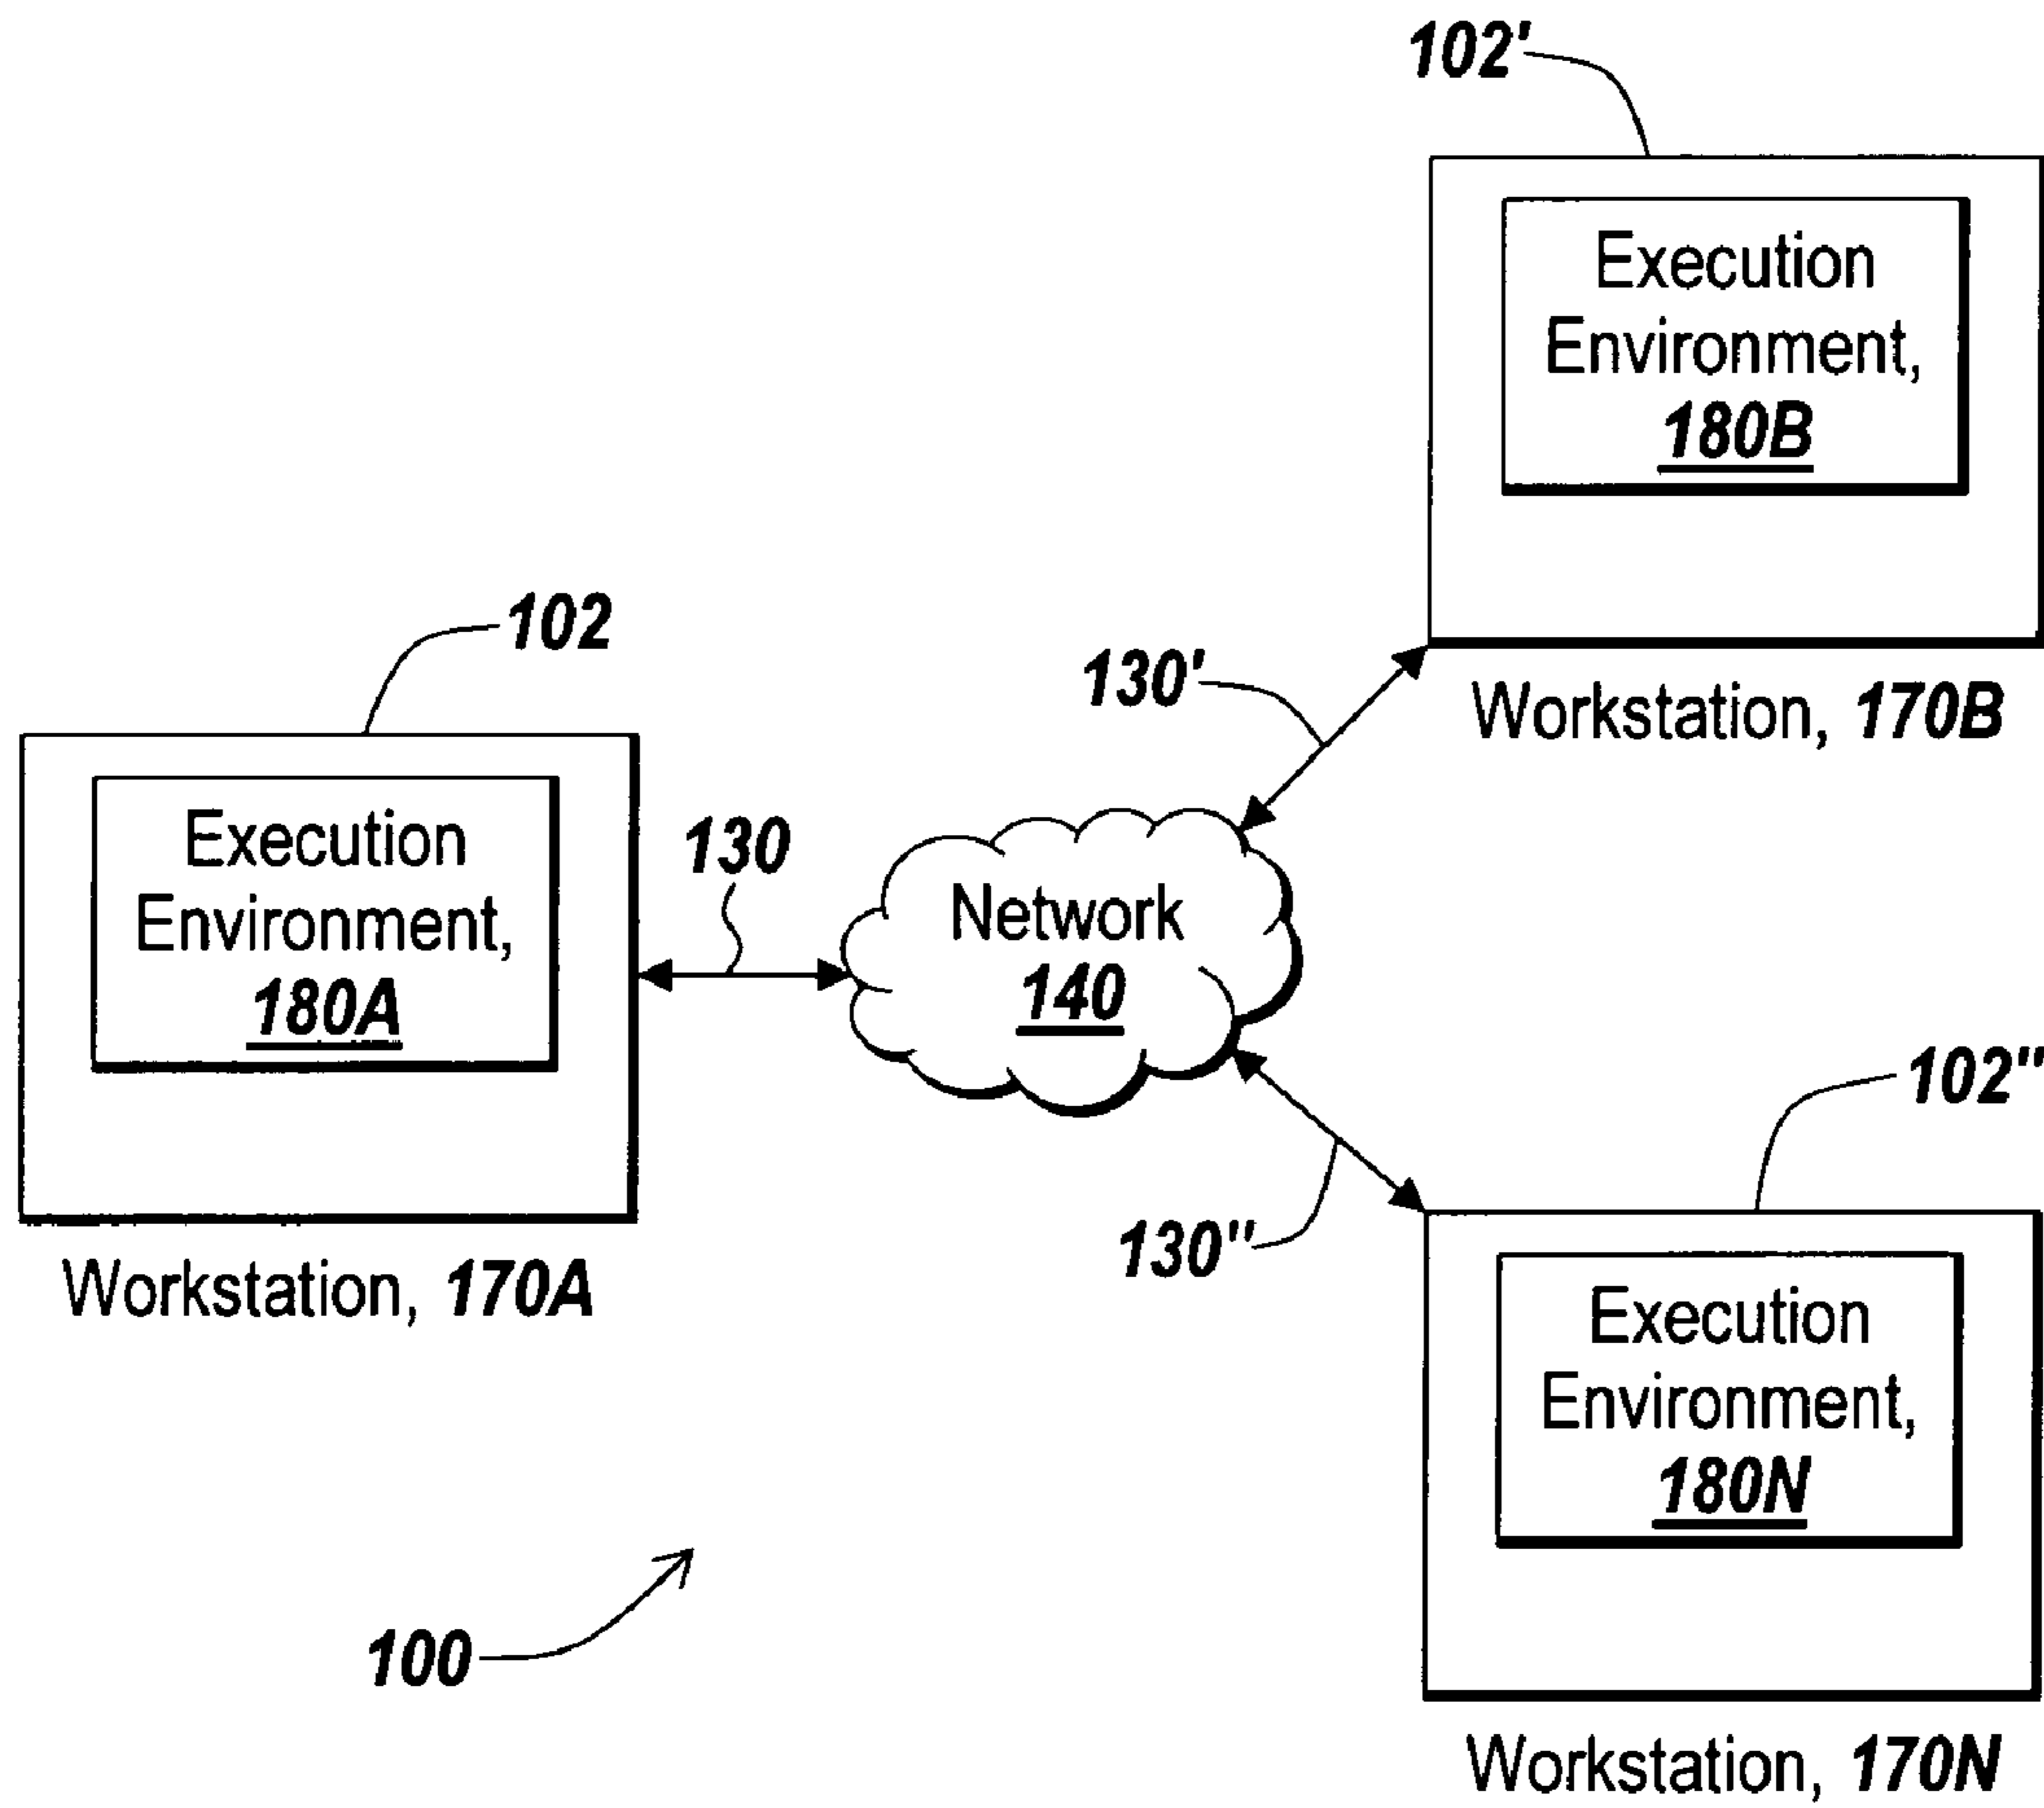 102'
Execution
Environment,
180B
130'
Workstation, 170B
102
Execution
Environment,
180A
Workstation, 170A
130
Network
140
102"
130"
Execution
Environment,
180N
Workstation, 170N
100